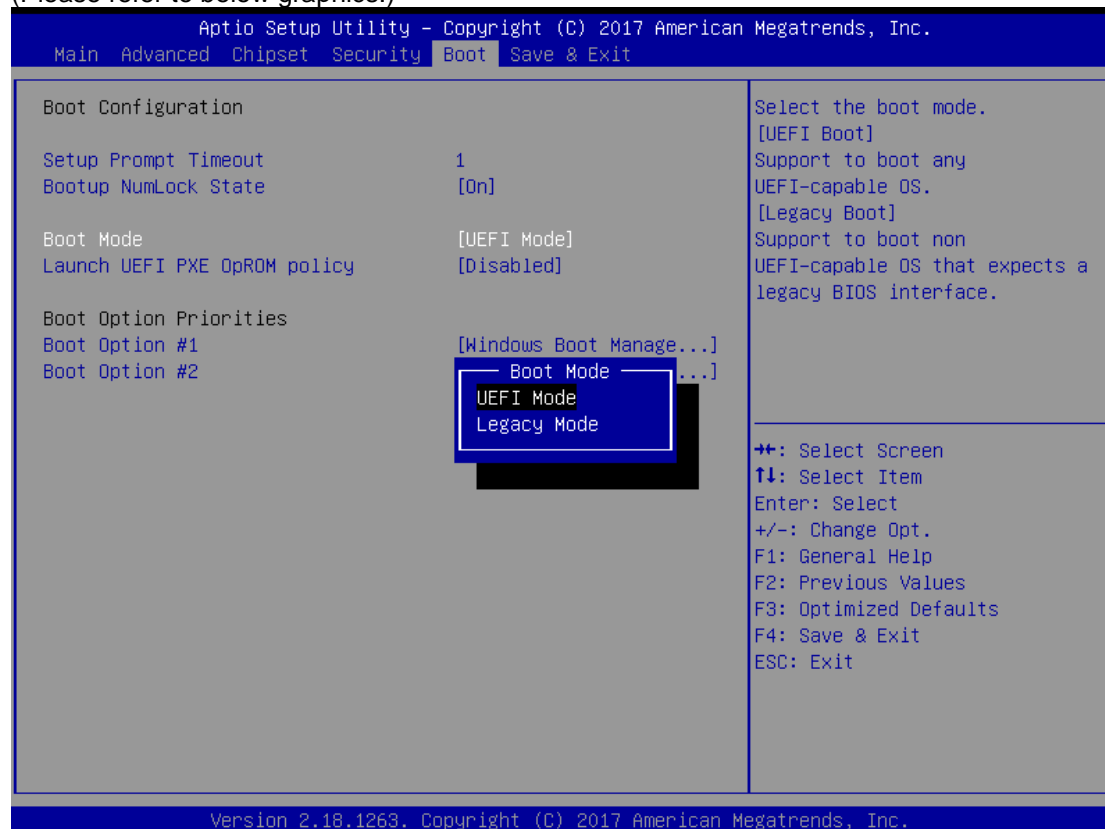 (Please refer to below graphics.)
Aptio Setup Utility – Copyright (C) 2017 American Megatrends, Inc.
Main Advanced Chipset Security Boot Save & Exit
Boot Configuration
Setup Prompt Timeout 1
Bootup NumLock State [On]
Boot Mode [UEFI Mode]
Launch UEFI PXE OpROM policy [Disabled]
Boot Option Priorities
Boot Option #1 [Windows Boot Manage...]
Boot Option #2 ...]
Boot Mode
UEFI Mode
Legacy Mode
Select the boot mode.
[UEFI Boot]
Support to boot any
UEFI-capable OS.
[Legacy Boot]
Support to boot non
UEFI-capable OS that expects a
legacy BIOS interface.
→←: Select Screen
↑↓: Select Item
Enter: Select
+/-: Change Opt.
F1: General Help
F2: Previous Values
F3: Optimized Defaults
F4: Save & Exit
ESC: Exit
Version 2.18.1263. Copyright (C) 2017 American Megatrends, Inc.